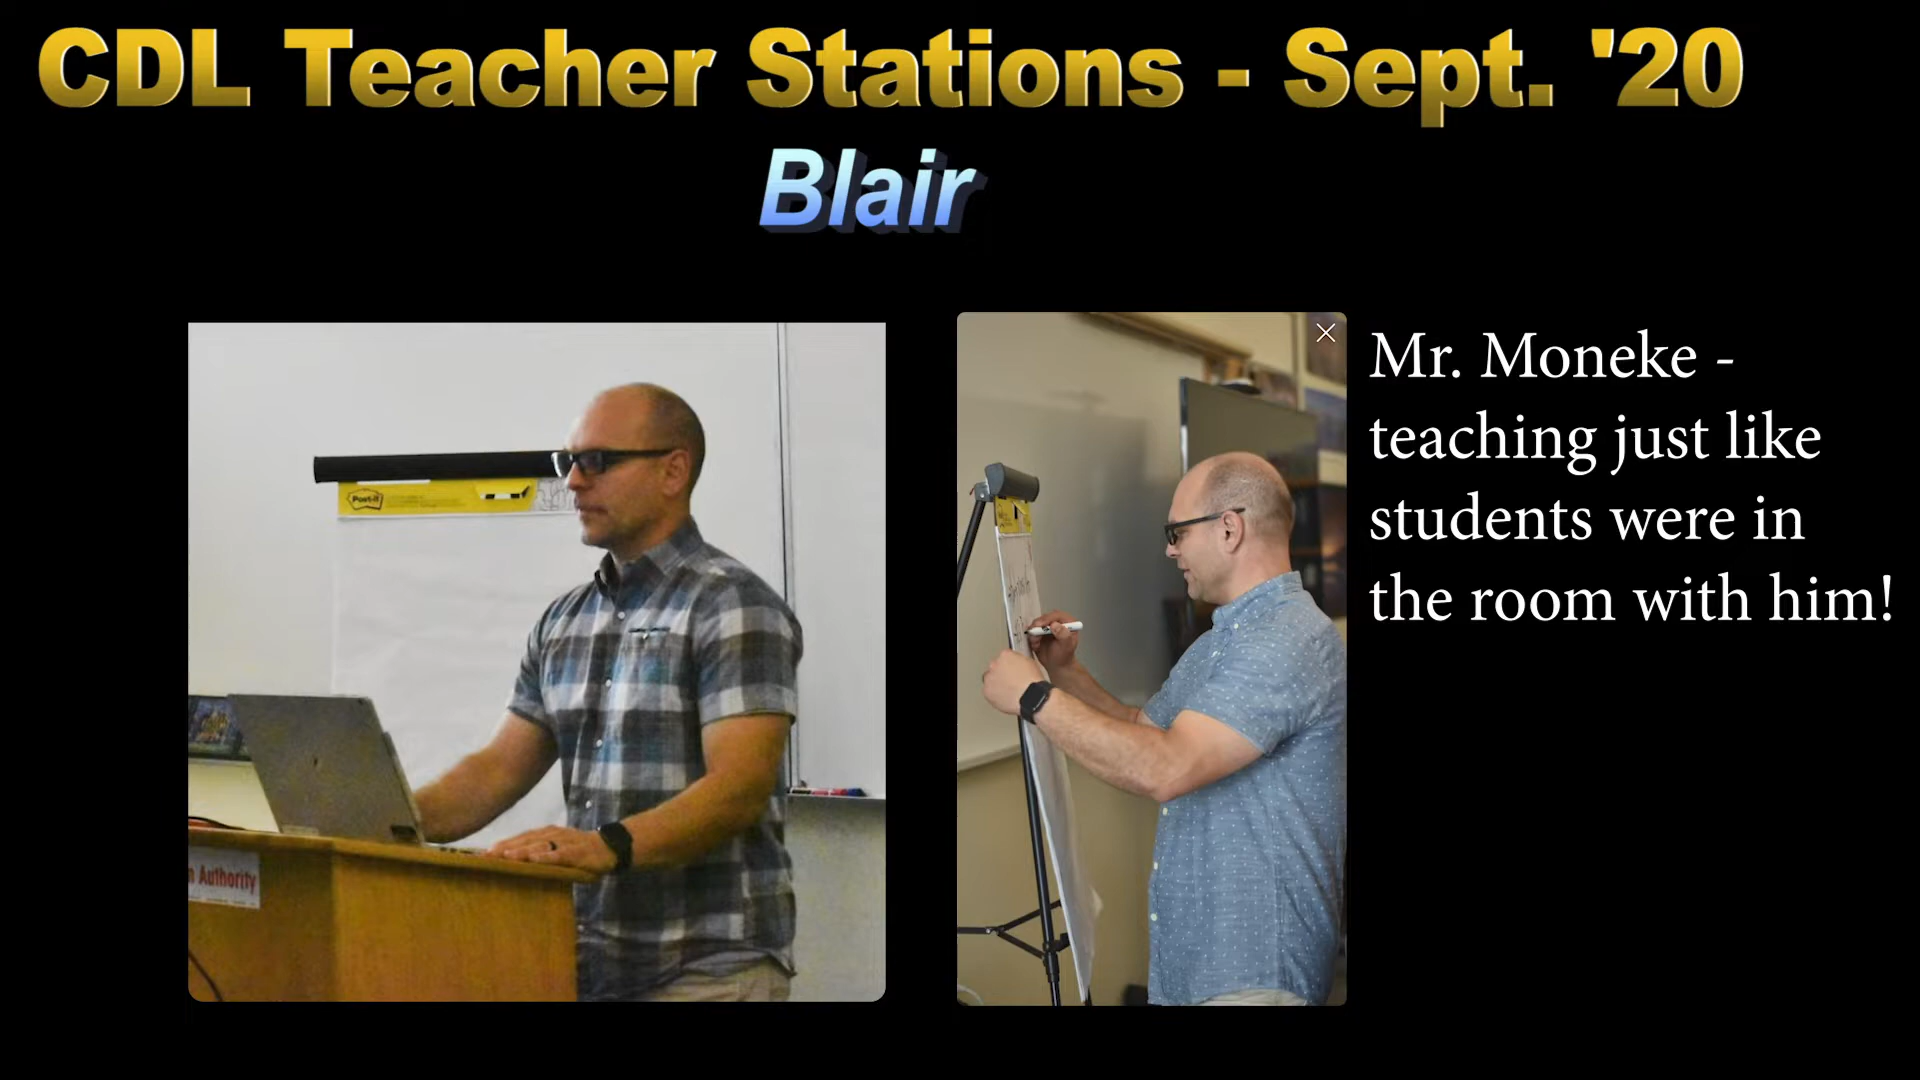 CDL Teacher Stations - Sept. '20
Blair
Mr. Moneke -
teaching just like
students were in
the room with him!
Post-it
Authority